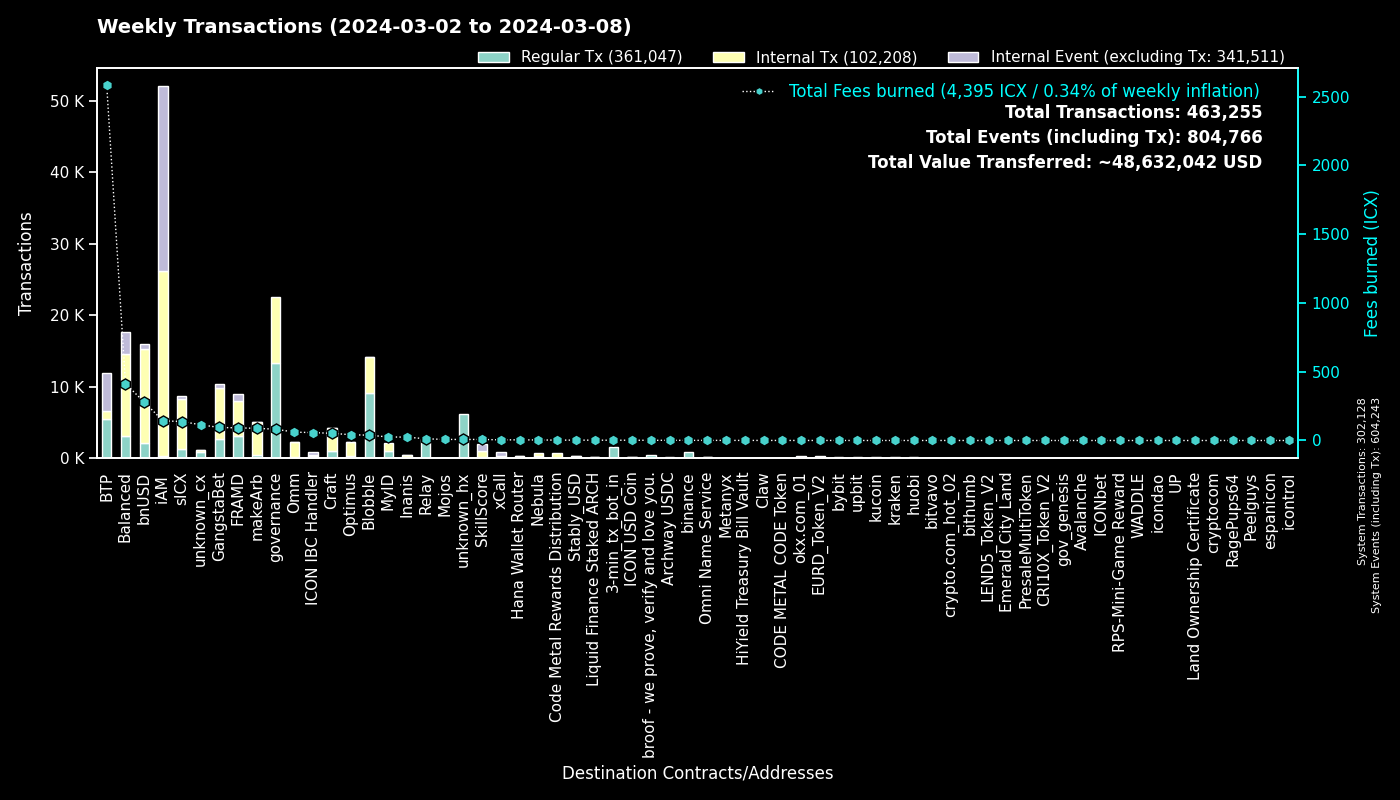 Weekly Transactions (2024-03-02 to 2024-03-08)
Regular Tx (361,047)
Internal Tx (102,208)
Internal Event (excluding Tx: 341,511)
Total Fees burned (4,395 ICX / 0.34% of weekly inflation)
Total Transactions: 463,255
Total Events (including Tx): 804,766
Total Value Transferred: ~48,632,042 USD
Transactions
50 K
40 K
30 K
20 K
10 K
0 K
2500
2000
1500
1000
500
0
Fees burned (ICX)
System Transactions: 302,128
System Events (including Tx): 604,243
BTP
Balanced
bnUSD
iAM
sICX
unknown_cx
GangstaBet
FRAMD
makeArb
governance
Omm
ICON IBC Handler
Craft
Optimus
Blobble
MyID
Inanis
Relay
Mojos
unknown_hx
SkillScore
xCall
Hana Wallet Router
Nebula
Code Metal Rewards Distribution
Stably_USD
Liquid Finance Staked ARCH
3-min_tx_bot_in
ICON_USD_Coin
broof - we prove, verify and love you.
Archway USDC
binance
Omni Name Service
Metanyx
HiYield Treasury Bill Vault
Claw
CODE METAL CODE Token
okx.com_01
EURD_Token_V2
bybit
upbit
kucoin
kraken
huobi
bitvavo
crypto.com_hot_02
bithumb
LEND5_Token_V2
Emerald City Land
PresaleMultiToken
CRI10X_Token_V2
gov_genesis
Avalanche
ICONbet
RPS-Mini-Game Reward
WADDLE
icondao
UP
Land Ownership Certificate
cryptocom
RagePups64
Peelguys
espanicon
icontrol
Destination Contracts/Addresses